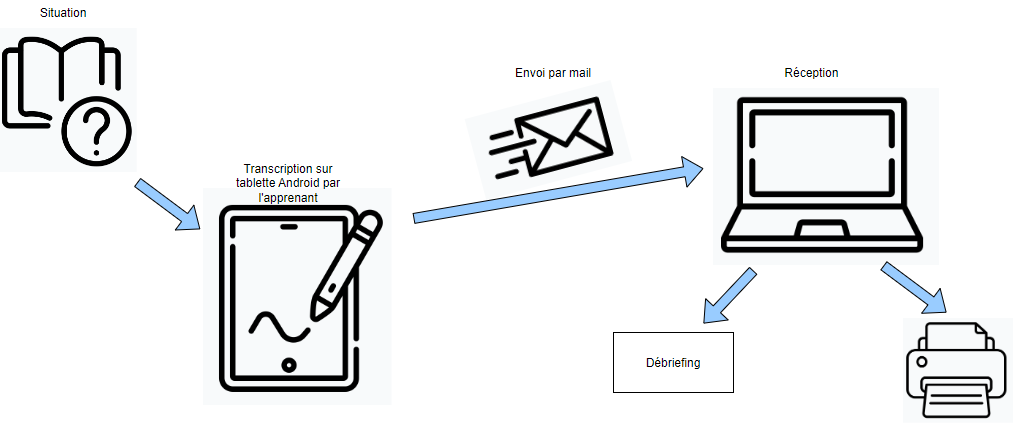 Situation
Envoi par mail
Réception
Transcription sur
tablette Android par
l'apprenant
?
Débriefing